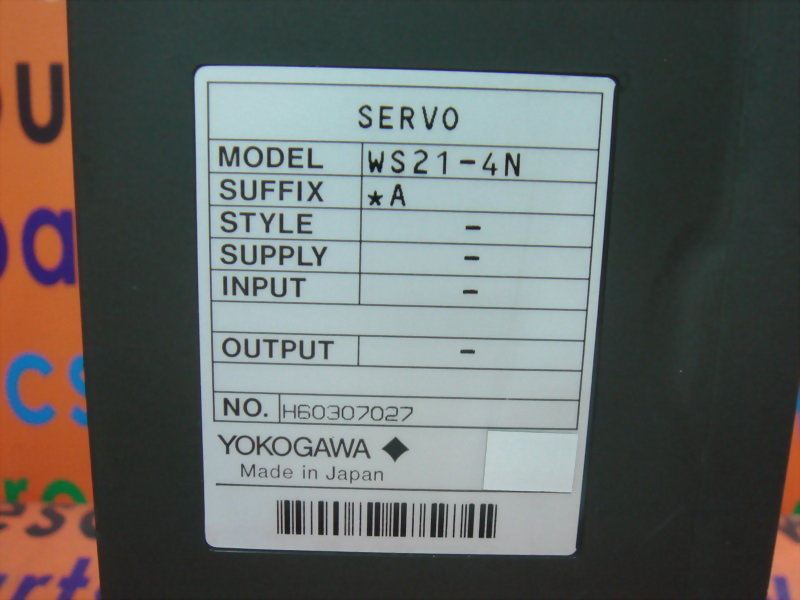 SERVO
MODEL WS21-4N
SUFFIX *A
STYLE -
SUPPLY -
INPUT -
OUTPUT -
NO. H60307027
YOKOGAWA
Made in Japan